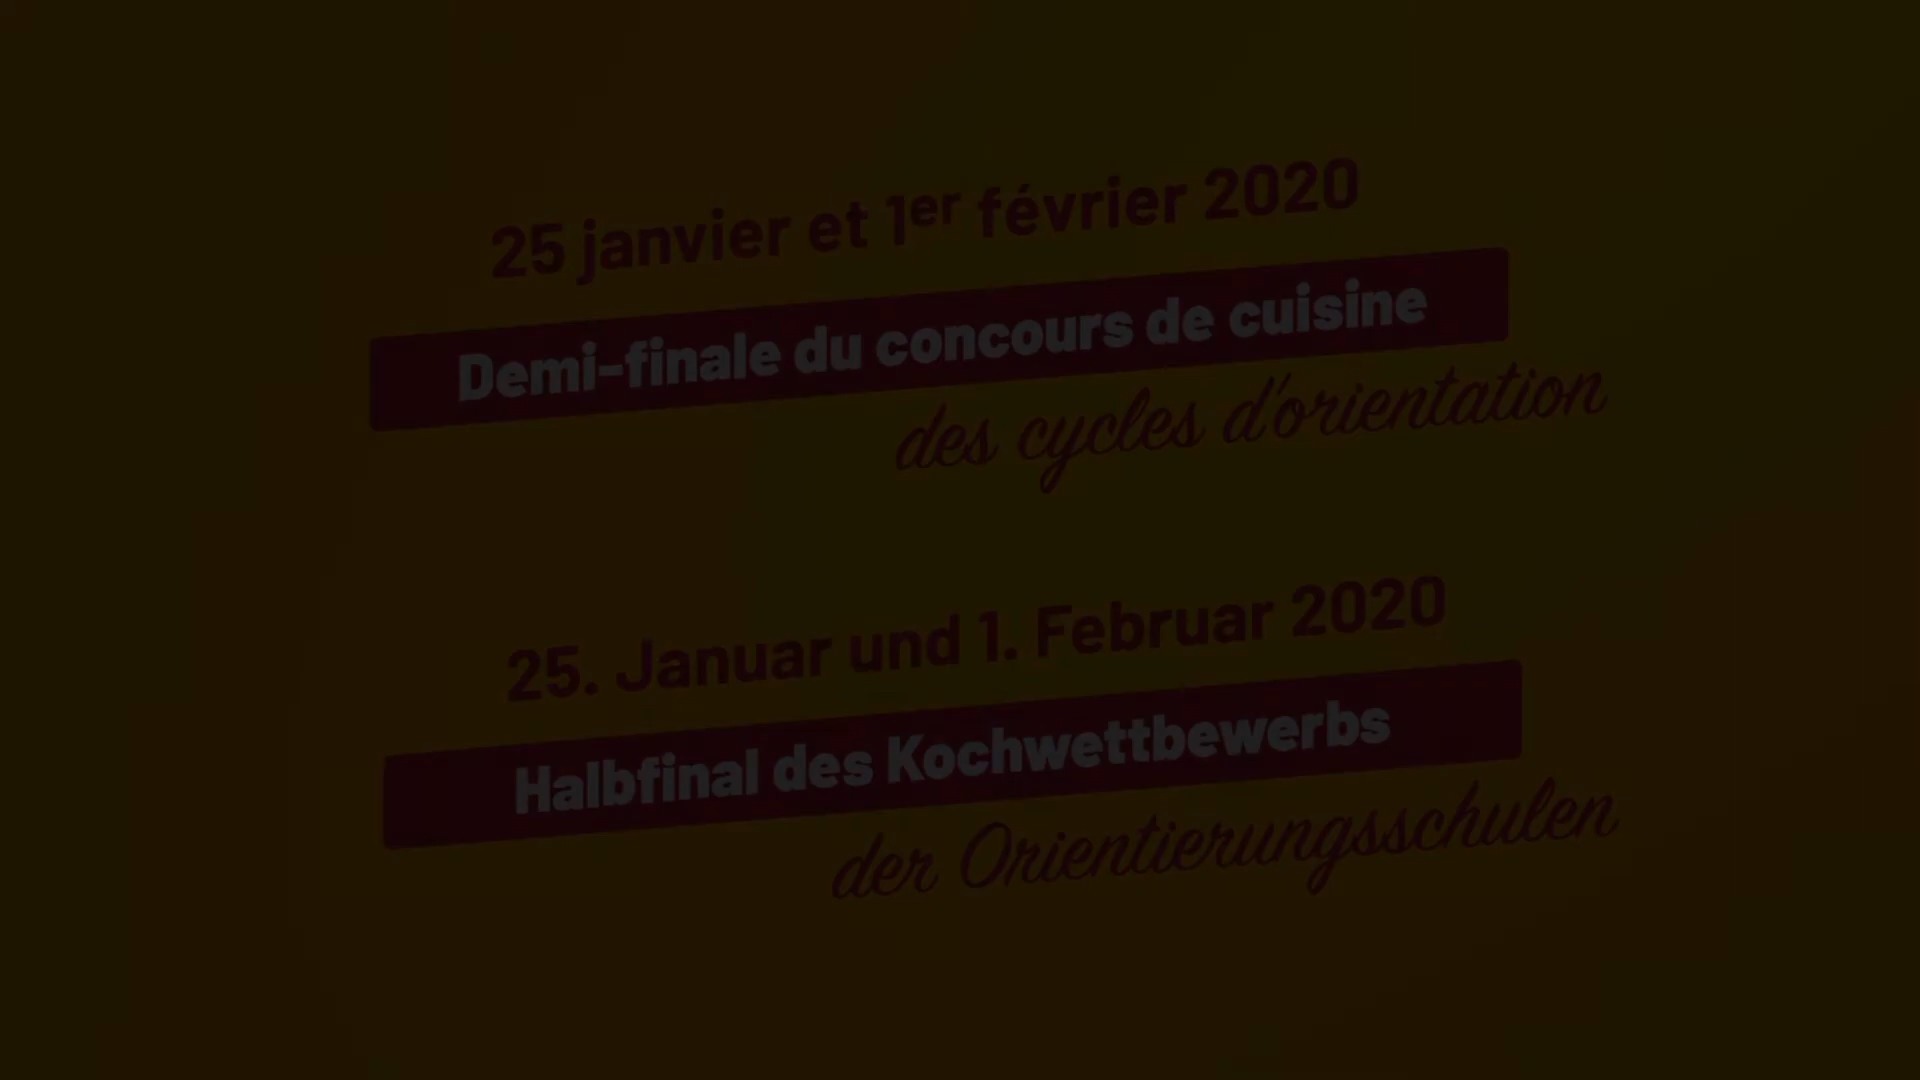 25 janvier et 1er février 2020
Demi-finale du concours de cuisine
des cycles d'orientation
25. Januar und 1. Februar 2020
Halbfinal des Kochwettbewerbs
der Orientierungsschulen